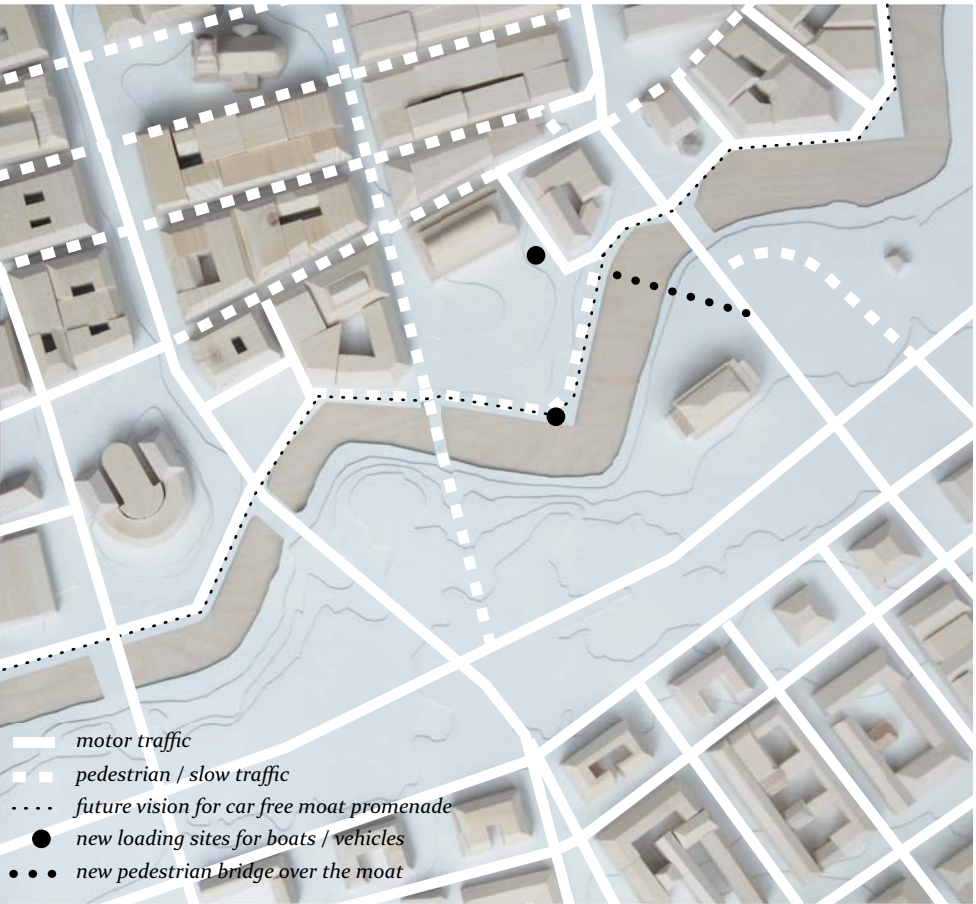 motor traffic
pedestrian / slow traffic
future vision for car free moat promenade
new loading sites for boats / vehicles
new pedestrian bridge over the moat